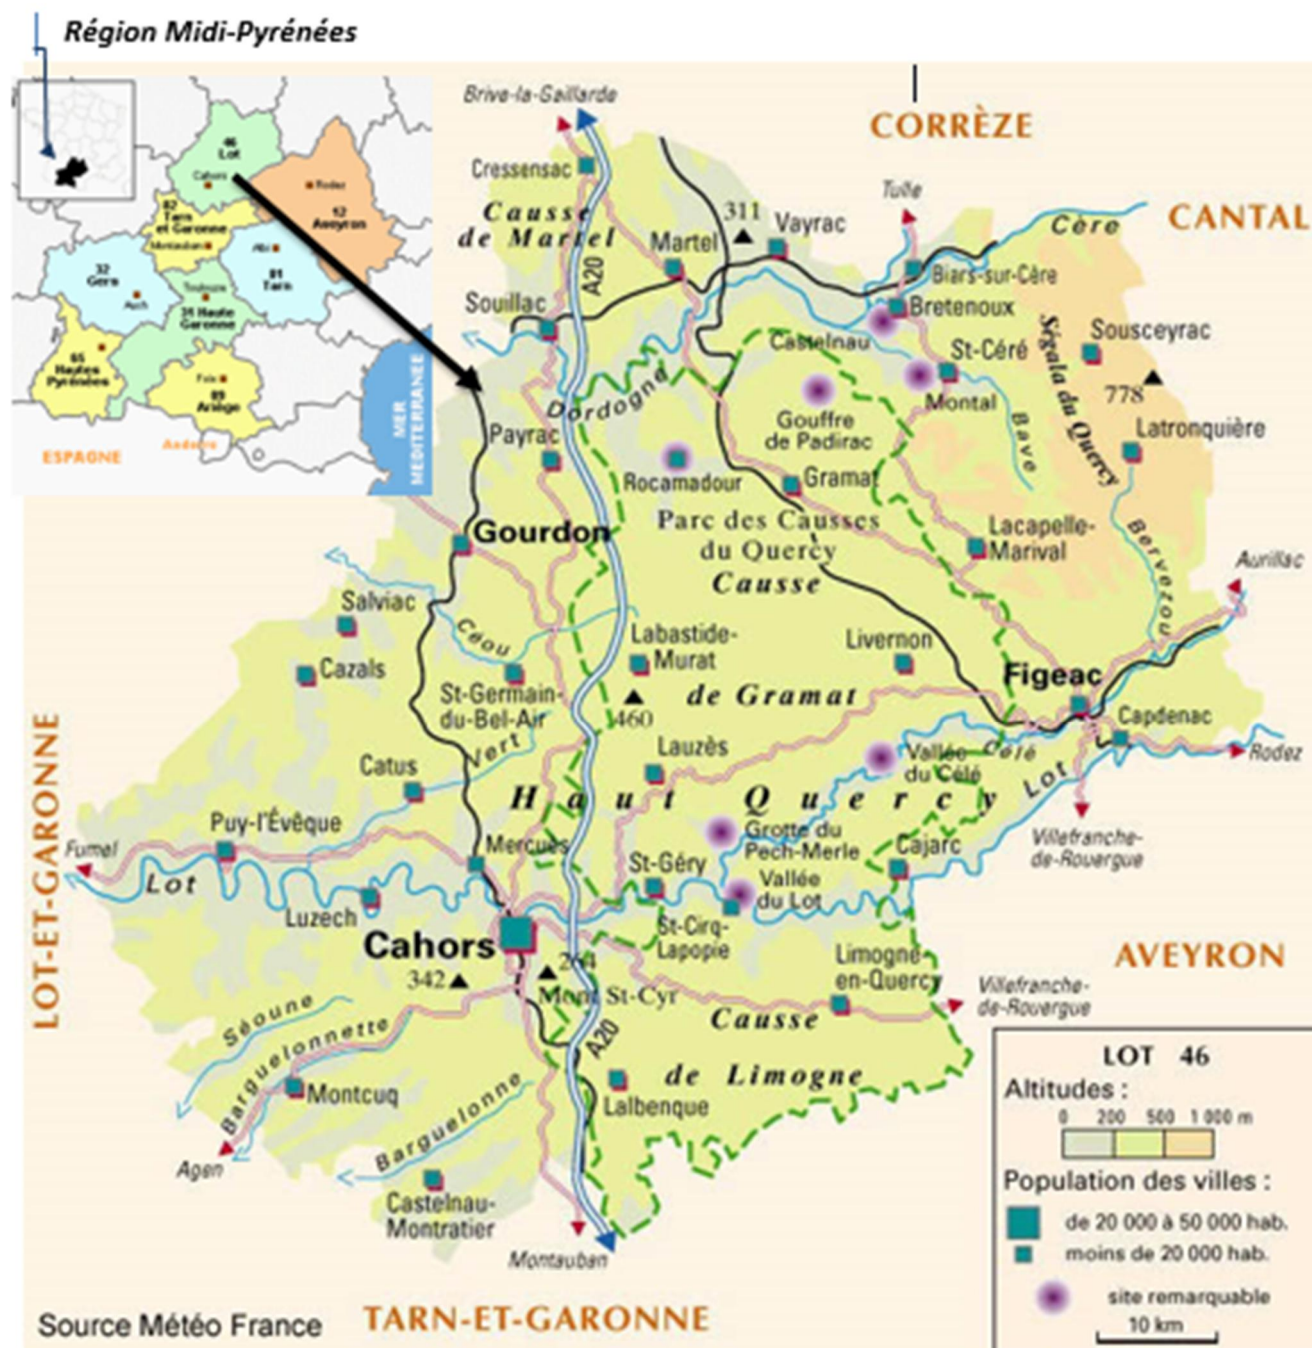 Région Midi-Pyrénées
46
Lot
Cahors
Rodez
12
Aveyron
82
Tarn
et Garonne
Montauban
Albi
81
Tarn
32
Gers
Auch
Toulouse
31 Haute
Garonne
65
Hautes
Pyrénées
Foix
09
Ariège
ESPAGNE
Andorre
MER
MEDITERRANEE
Brive-la-Gaillarde
CORRÈZE
Cressensac
Tulle
CANTAL
Causse
de Martel
311
Vayrac
Cère
Martel
A20
Biars-sur-Cère
Souillac
Bretenoux
Castelnau
St-Céré
Sousceyrac
Ségala du Quercy
778
Dordogne
Gouffre
de Padirac
Montal
Bave
Latronquière
Payrac
Rocamadour
Gramat
Gourdon
Parc des Causses
du Quercy
Causse
Lacapelle-
Marival
Bervezou
Aurillac
Salviac
Céou
Labastide-
Murat
Livernon
Cazals
Figeac
St-Germain-
du-Bel-Air
de Gramat
460
Capdenac
Vert
Lauzès
Célé
Rodez
Vallée
du Célé
Catus
Lot
Haut Quercy
Puy-l'Évêque
Mercuès
Grotte du
Pech-Merle
Cajarc
Villefranche-
de-Rouergue
Fumel
Lot
St-Géry
Vallée
du Lot
Luzech
St-Cirq-
Lapopie
LOT-ET-GARONNE
Cahors
AVEYRON
342
264
Mont St-Cyr
Limogne-
en-Quercy
Villefranche-
de-Rouergue
Séoune
Causse
Barguelonnette
A20
de Limogne
Montcuq
Lalbenque
Barguelonne
Agen
Castelnau-
Montratier
Montauban
LOT 46
Altitudes :
0 200 500 1 000 m
Population des villes :
de 20 000 à 50 000 hab.
moins de 20 000 hab.
site remarquable
10 km
Source Météo France
TARN-ET-GARONNE